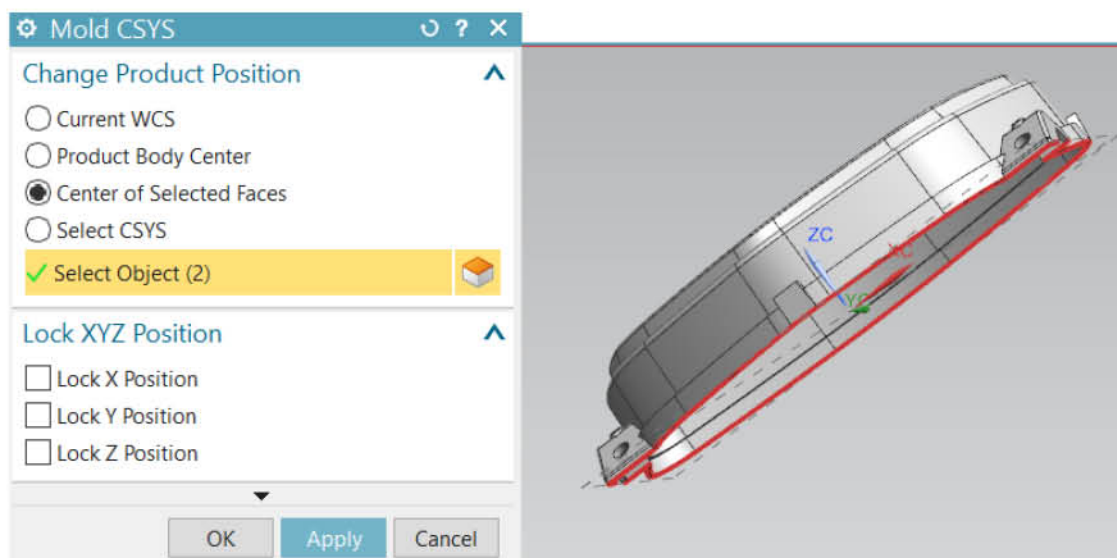 Mold CSYS
Change Product Position
Current WCS
Product Body Center
Center of Selected Faces
Select CSYS
Select Object (2)
Lock XYZ Position
Lock X Position
Lock Y Position
Lock Z Position
OK Apply Cancel
ZC
XC
YC